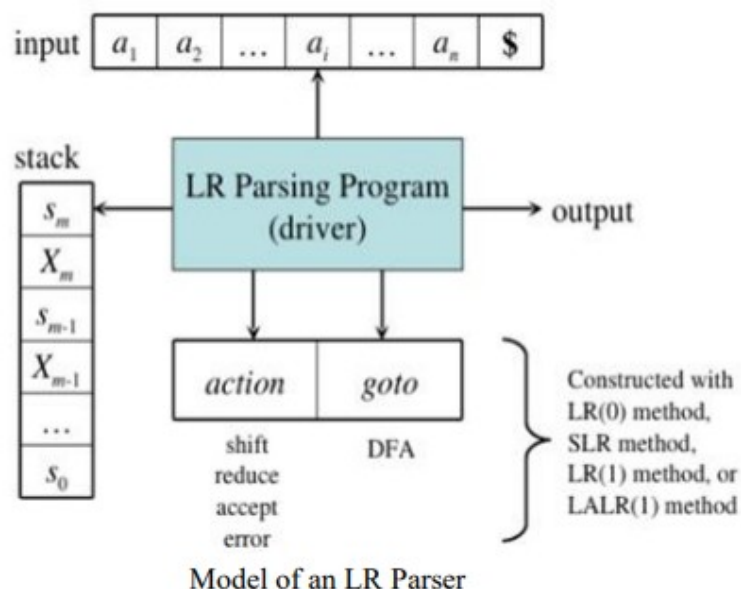 input a₁ a₂ ... aᵢ ... aₙ $
stack
LR Parsing Program
(driver)
output
sₘ
Xₘ
sₘ₋₁
Xₘ₋₁
...
s₀
action goto
shift
reduce
accept
error
DFA
Constructed with
LR(0) method,
SLR method,
LR(1) method, or
LALR(1) method
Model of an LR Parser